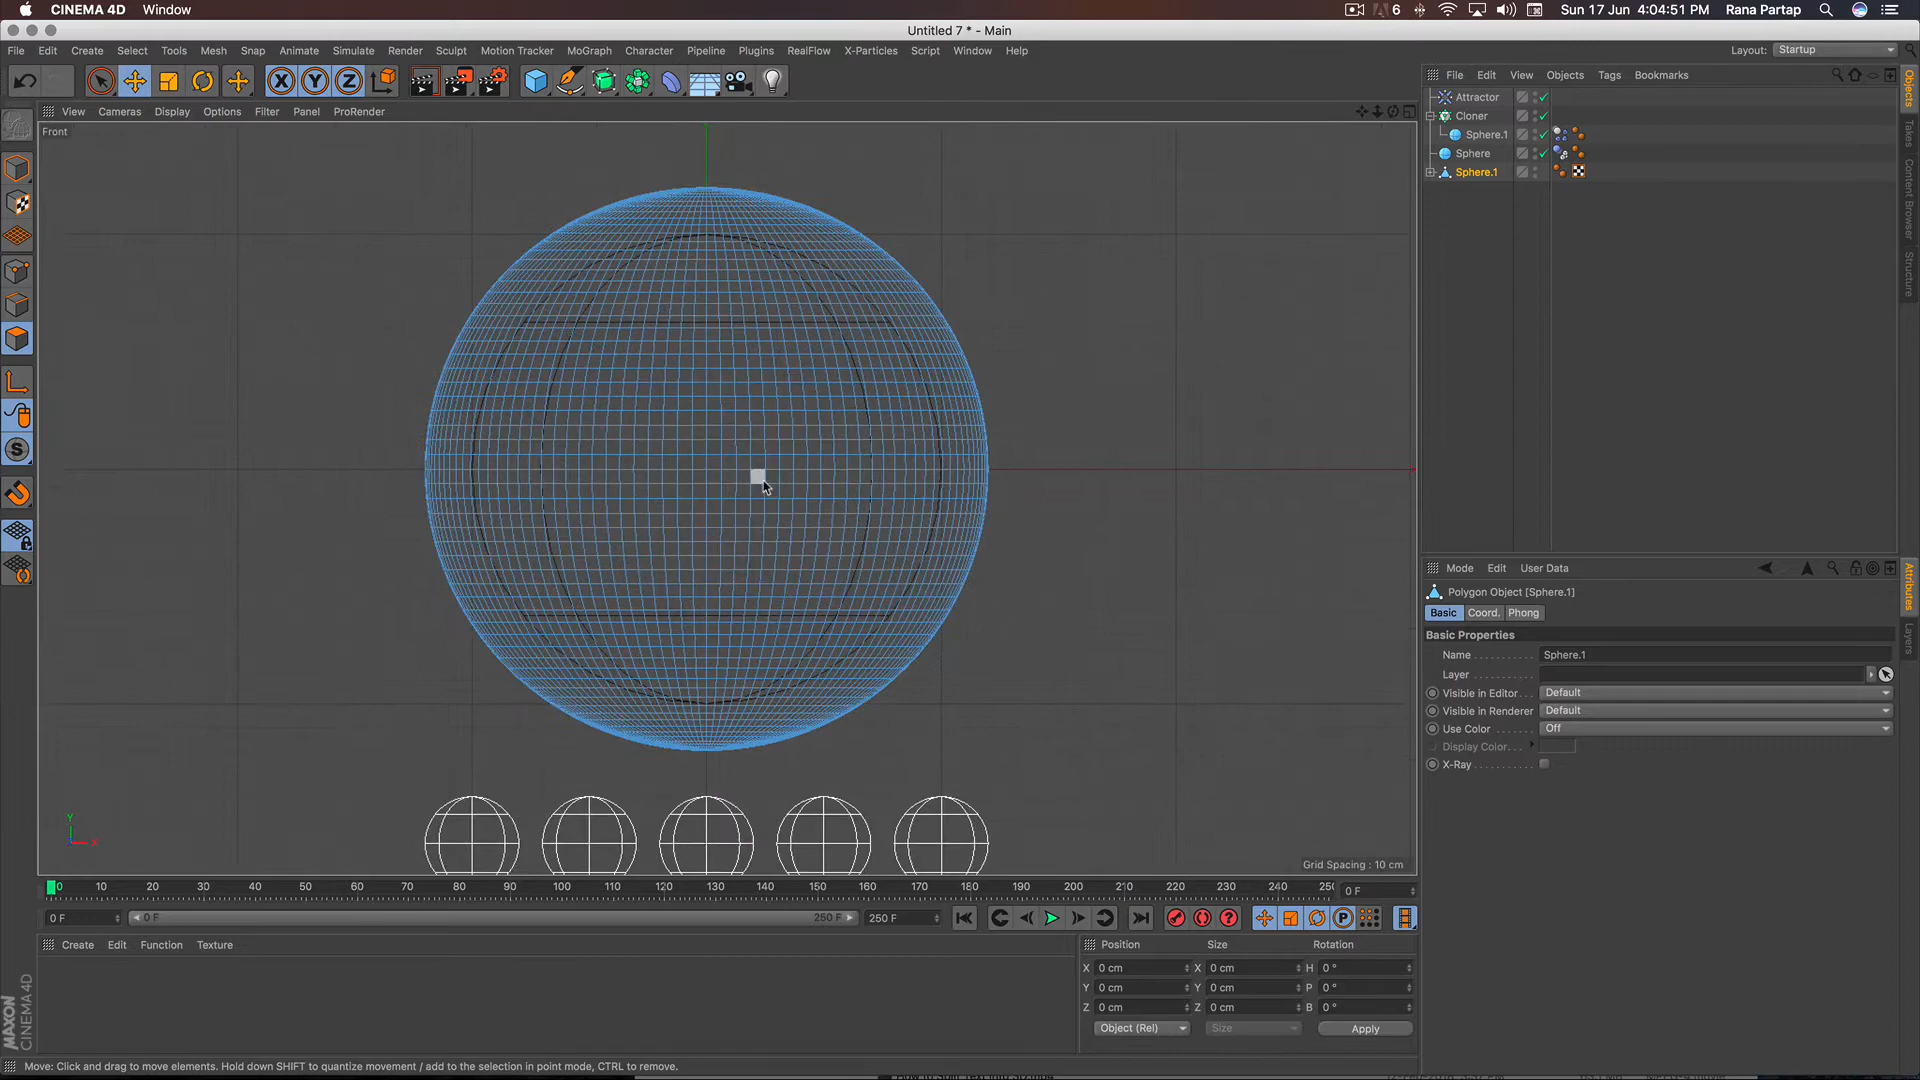 CINEMA 4D Window 6 Sun 17 Jun 4:04:51 PM Rana Partap
Untitled 7 * - Main
File Edit Create Select Tools Mesh Snap Animate Simulate Render Sculpt Motion Tracker MoGraph Character Pipeline Plugins RealFlow X-Particles Script Window Help Layout: Startup
X Y Z
File Edit View Objects Tags Bookmarks
View Cameras Display Options Filter Panel ProRender
Front
Attractor
Cloner
Sphere.1
Sphere
Sphere.1
Objects
Takes
Content Browser
Structure
Mode Edit User Data
Polygon Object [Sphere.1]
Basic Coord. Phong
Basic Properties
Name Sphere.1
Layer
Visible in Editor Default
Visible in Renderer Default
Use Color Off
Display Color
X-Ray
Attributes
Layers
Y
X
Grid Spacing : 10 cm
0 10 20 30 40 50 60 70 80 90 100 110 120 130 140 150 160 170 180 190 200 210 220 230 240 250 0 F
0 F 0 F 250 F 250 F
Create Edit Function Texture
Position Size Rotation
X 0 cm X 0 cm H 0 °
Y 0 cm Y 0 cm P 0 °
Z 0 cm Z 0 cm B 0 °
Object (Rel) Size Apply
MAXON
CINEMA 4D
Move: Click and drag to move elements. Hold down SHIFT to quantize movement / add to the selection in point mode, CTRL to remove.